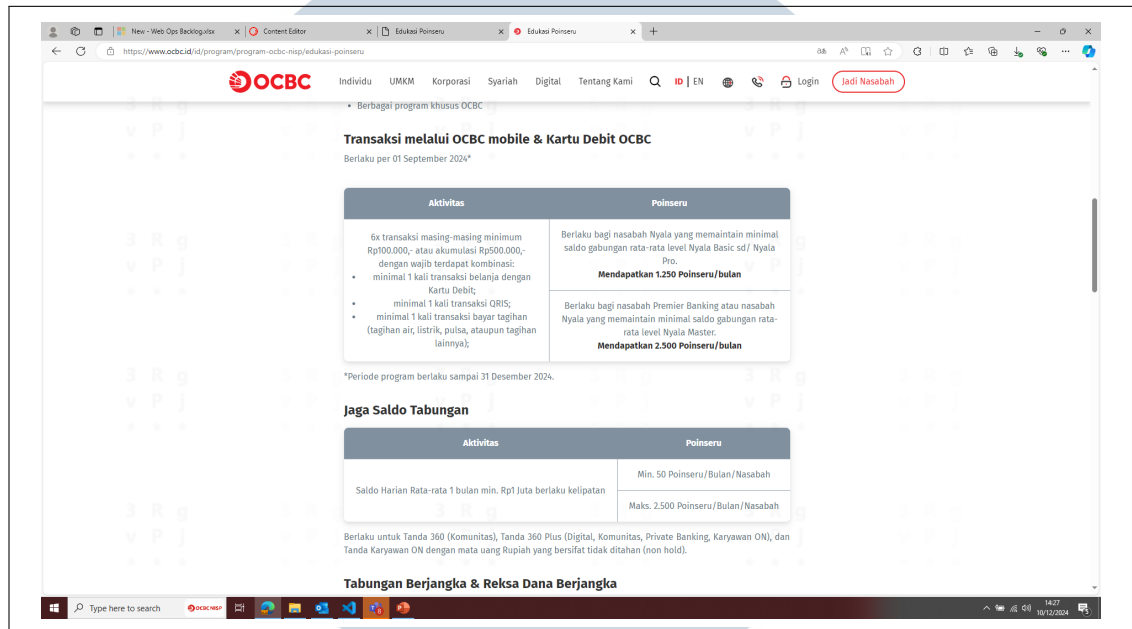 New - Web Ops Backlog.xlsx
Content Editor
Edukasi Poinseru
Edukasi Poinseru
https://www.ocbc.id/id/program/program-ocbc-nisp/edukasi-poinseru
OCBC
Individu UMKM Korporasi Syariah Digital Tentang Kami ID | EN Login Jadi Nasabah
• Berbagai program khusus OCBC
Transaksi melalui OCBC mobile & Kartu Debit OCBC
Berlaku per 01 September 2024*
Aktivitas Poinseru
6x transaksi masing-masing minimum
Rp100.000,- atau akumulasi Rp500.000,-
dengan wajib terdapat kombinasi:
• minimal 1 kali transaksi belanja dengan
Kartu Debit;
• minimal 1 kali transaksi QRIS;
• minimal 1 kali transaksi bayar tagihan
(tagihan air, listrik, pulsa, ataupun tagihan
lainnya);
Berlaku bagi nasabah Nyala yang memaintain minimal
saldo gabungan rata-rata level Nyala Basic sd/ Nyala
Pro.
Mendapatkan 1.250 Poinseru/bulan
Berlaku bagi nasabah Premier Banking atau nasabah
Nyala yang memaintain minimal saldo gabungan rata-
rata level Nyala Master.
Mendapatkan 2.500 Poinseru/bulan
*Periode program berlaku sampai 31 Desember 2024.
Jaga Saldo Tabungan
Aktivitas Poinseru
Saldo Harian Rata-rata 1 bulan min. Rp1 Juta berlaku kelipatan
Min. 50 Poinseru/Bulan/Nasabah
Maks. 2.500 Poinseru/Bulan/Nasabah
Berlaku untuk Tanda 360 (Komunitas), Tanda 360 Plus (Digital, Komunitas, Private Banking, Karyawan ON), dan
Tanda Karyawan ON dengan mata uang Rupiah yang bersifat tidak ditahan (non hold).
Tabungan Berjangka & Reksa Dana Berjangka
Type here to search
OCBC NISP
14:27
10/12/2024